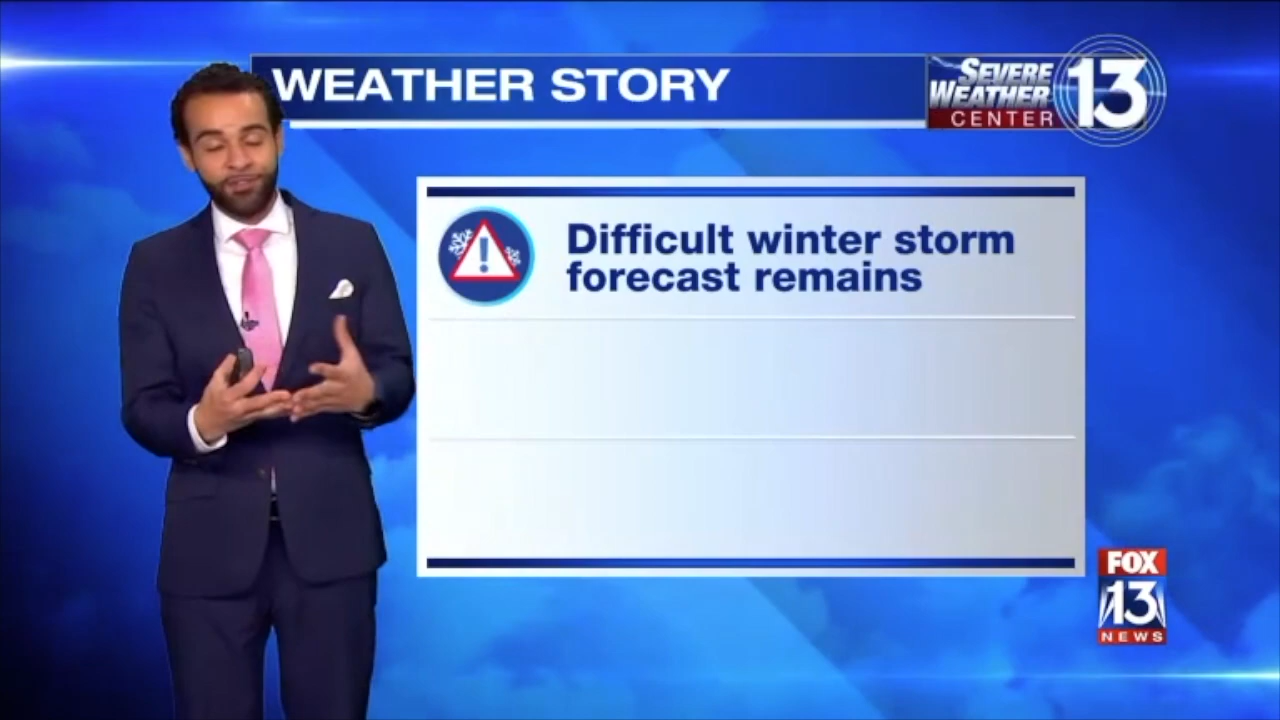 WEATHER STORY
SEVERE
WEATHER
CENTER
13
Difficult winter storm
forecast remains
FOX
13
NEWS